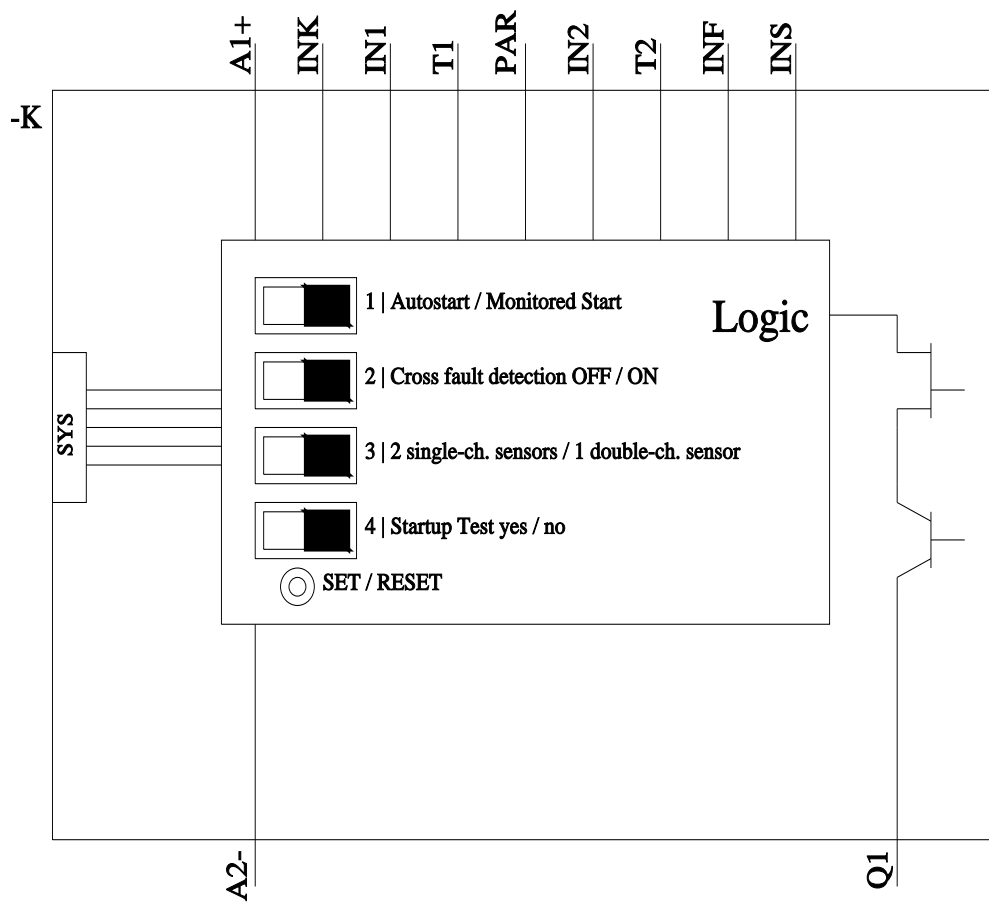 A1+
INK
IN1
T1
PAR
IN2
T2
INF
INS
-K
1 | Autostart / Monitored Start
Logic
2 | Cross fault detection OFF / ON
SYS
3 | 2 single-ch. sensors / 1 double-ch. sensor
4 | Startup Test yes / no
SET / RESET
A2-
Q1